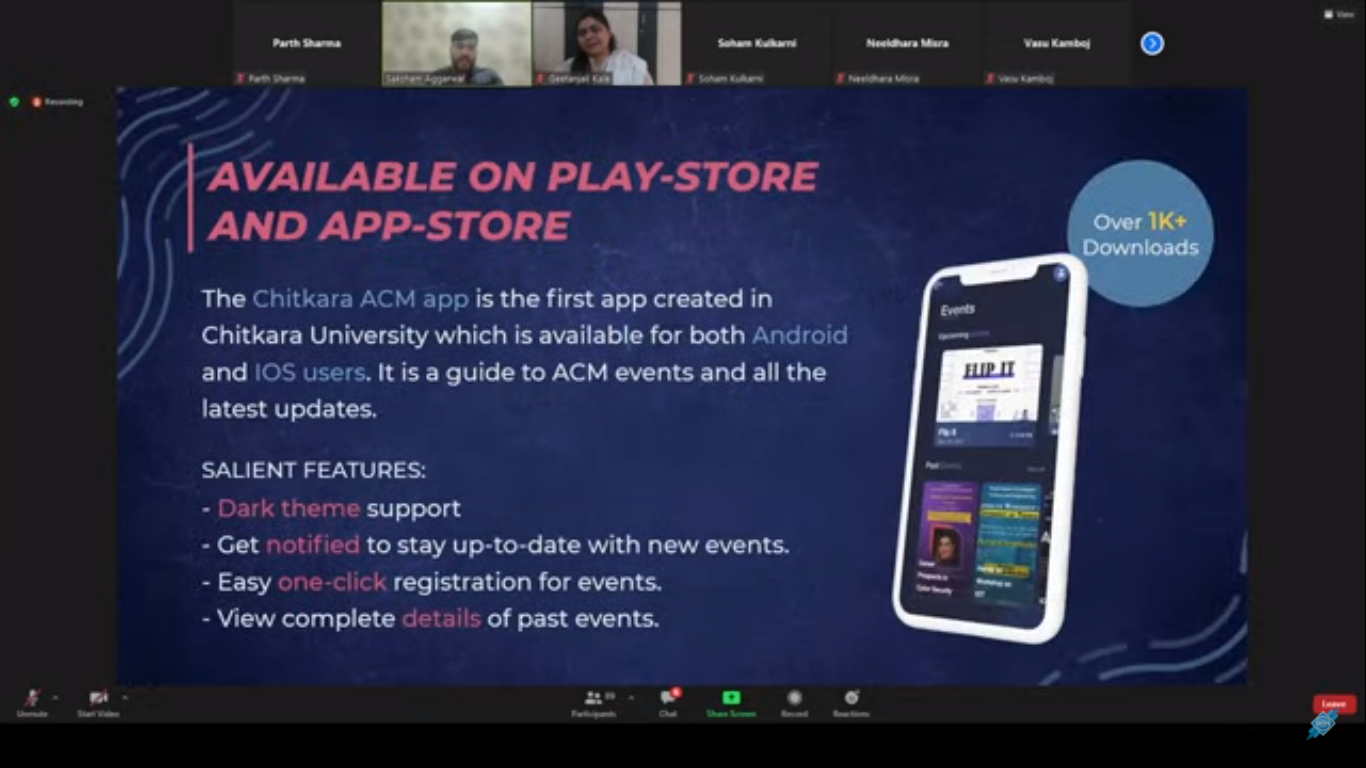 View
Parth Sharma
Soham Kulkarni
Neeldhara Misra
Vasu Kamboj
Parth Sharma
Saksham Aggarwal
Geetanjali Kale
Soham Kulkarni
Neeldhara Misra
Vasu Kamboj
Recording
AVAILABLE ON PLAY-STORE
AND APP-STORE
Over 1K+
Downloads
The Chitkara ACM app is the first app created in
Chitkara University which is available for both Android
and IOS users. It is a guide to ACM events and all the
latest updates.
SALIENT FEATURES:
- Dark theme support
- Get notified to stay up-to-date with new events.
- Easy one-click registration for events.
- View complete details of past events.
Events
Upcoming
FLIP IT
Flip it
Past Events
Career
Prospects in
Cyber Security
Workshop on
Unmute
Start Video
Participants
Chat
Share Screen
Record
Reactions
Leave